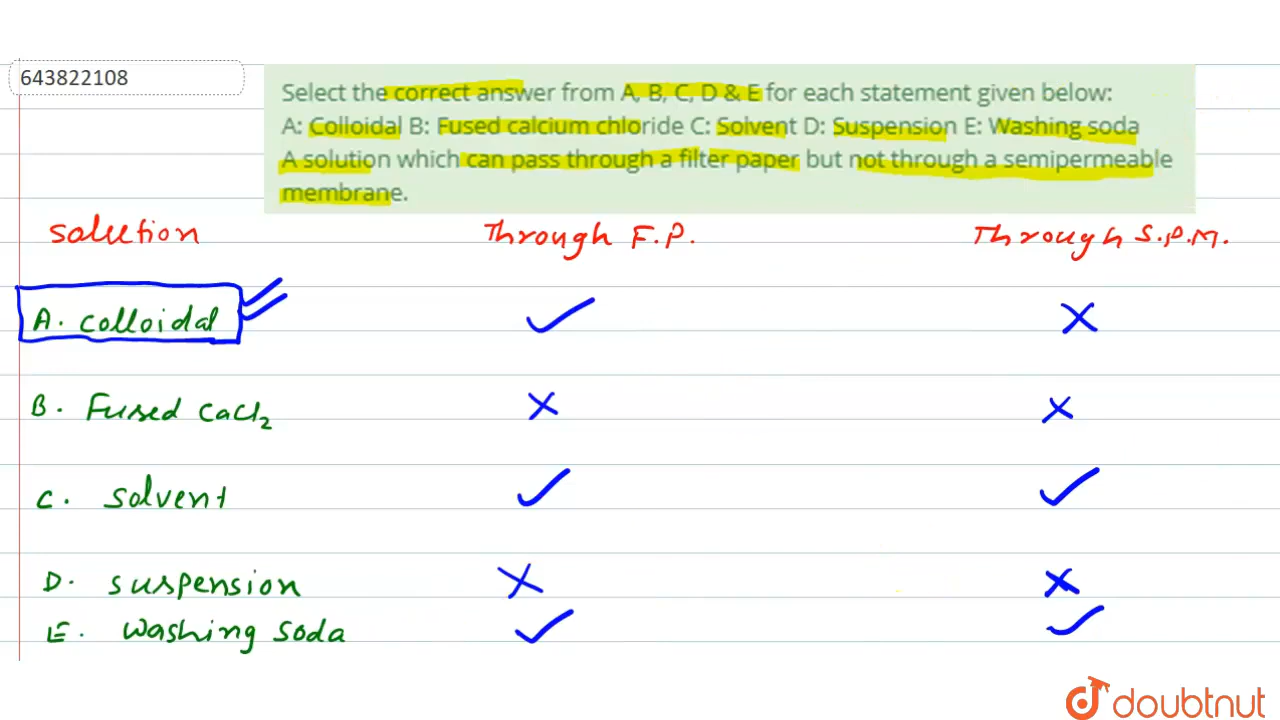 643822108
Select the correct answer from A, B, C, D & E for each statement given below:
A: Colloidal B: Fused calcium chloride C: Solvent D: Suspension E: Washing soda
A solution which can pass through a filter paper but not through a semipermeable
membrane.
Solution Through F.P. Through S.P.M.
A. Colloidal
B. Fused CaCl₂
C. Solvent
D. Suspension
E. Washing Soda
doubtnut